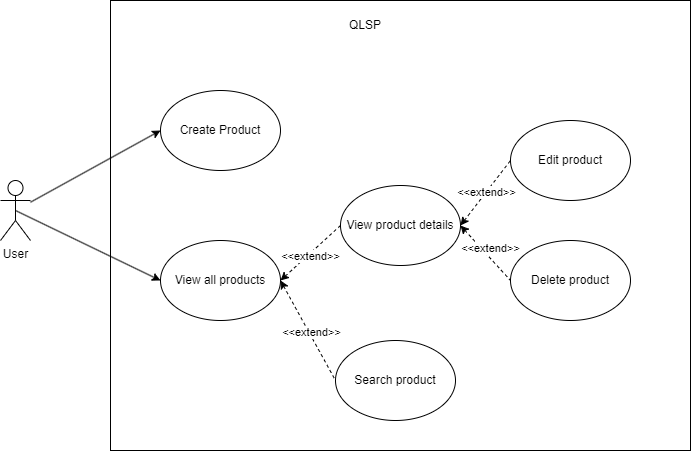 QLSP
Create Product
Edit product
<<extend>>
View product details
User
<<extend>>
<<extend>>
View all products
Delete product
<<extend>>
Search product